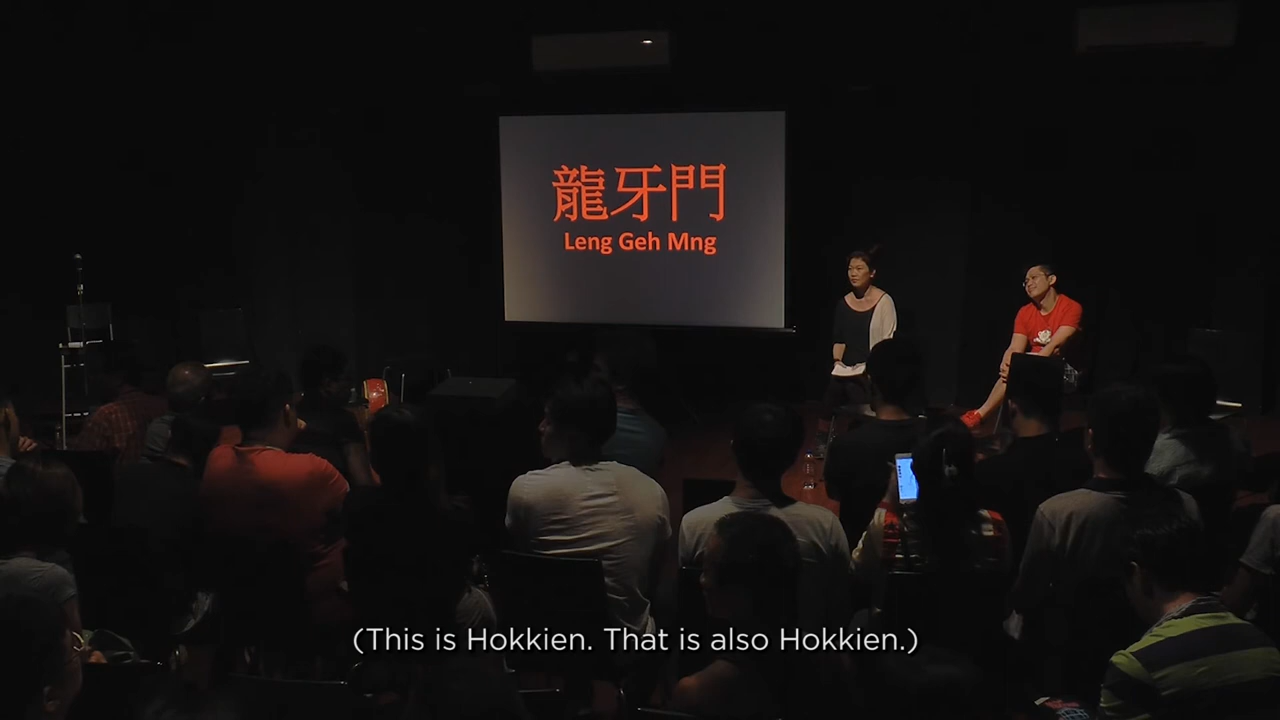 龍牙門
Leng Geh Mng
(This is Hokkien. That is also Hokkien.)